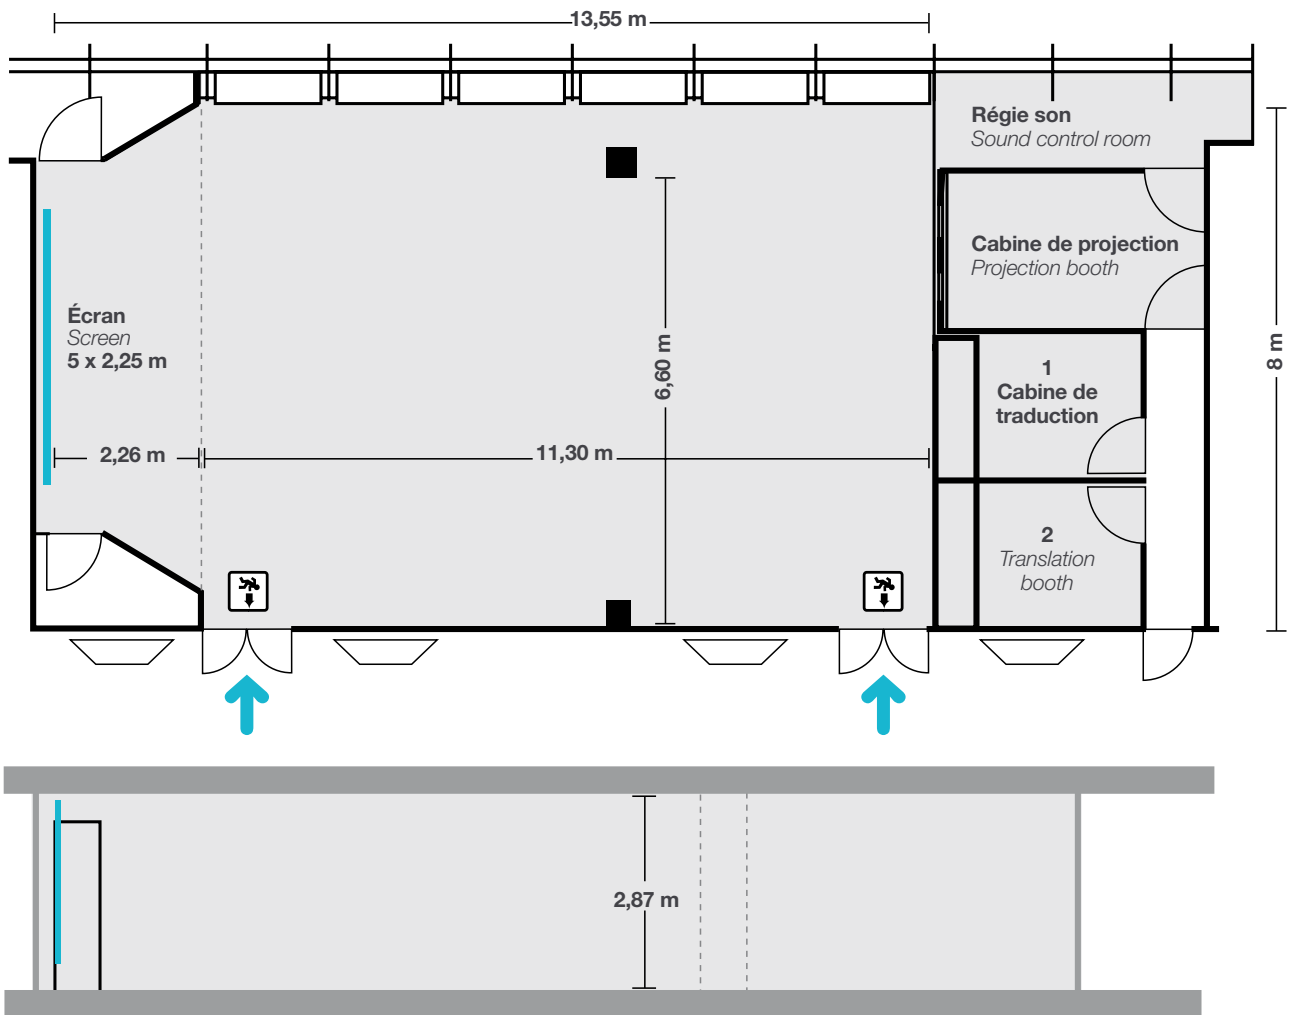 13,55 m
Régie son
Sound control room
Cabine de projection
Projection booth
Écran
Screen
5 x 2,25 m
6,60 m
8 m
1
Cabine de
traduction
2,26 m
11,30 m
2
Translation
booth
2,87 m